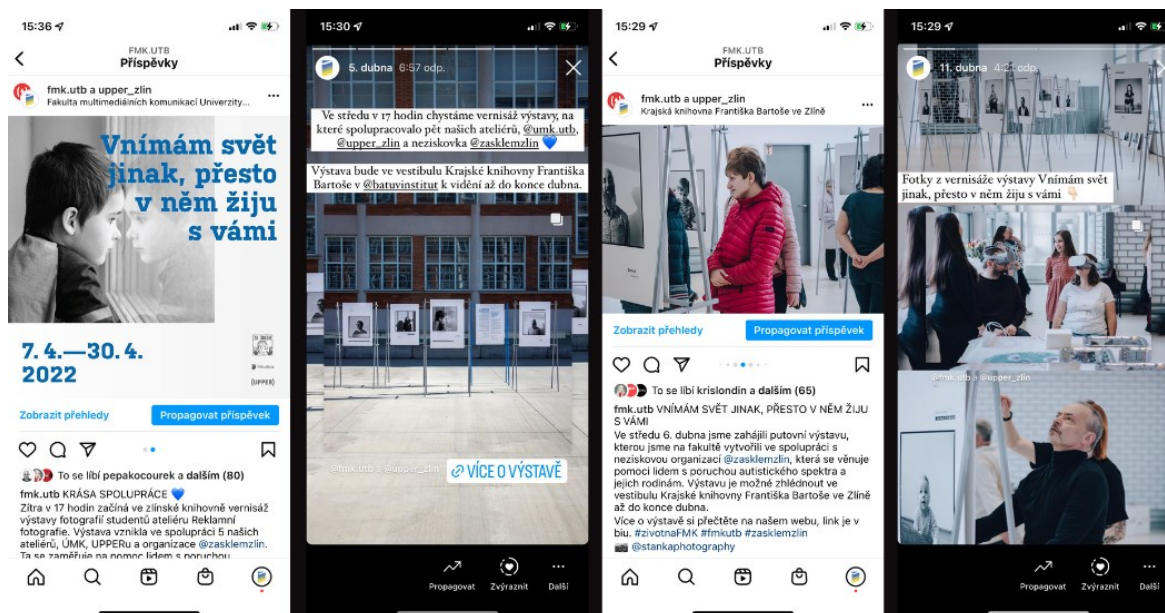 15:36
FMK.UTB
Příspěvky
fmk.utb a upper_zlin
Fakulta multimediálních komunikací Univerzity...
Vnímám svět
jinak, přesto
v něm žiju
s vámi
7. 4.—30. 4.
2022
(UPPER)
Zobrazit přehledy
Propagovat příspěvek
To se líbí pepakocourek a dalším (80)
fmk.utb KRÁSA SPOLUPRÁCE 💙
Zítra v 17 hodin začíná ve zlínské knihovně vernisáž
výstavy fotografií studentů ateliéru Reklamní
fotografie. Výstava vznikla ve spolupráci 5 našich
ateliérů, ÚMK, UPPERu a organizace @zasklemzlin.
Ta se zaměřuje na pomoc lidem s poruchou
15:30
5. dubna 6:57 odp.
Ve středu v 17 hodin chystáme vernisáž výstavy, na
které spolupracovalo pět našich ateliérů, @umk.utb,
@upper_zlin a neziskovka @zasklemzlin 💙
Výstava bude ve vestibulu Krajské knihovny Františka
Bartoše v @batuvinstitut k vidění až do konce dubna.
@fmk.utb a @upper_zlin
VÍCE O VÝSTAVĚ
Propagovat
Zvýraznit
Další
15:29
FMK.UTB
Příspěvky
fmk.utb a upper_zlin
Krajská knihovna Františka Bartoše ve Zlíně
Zobrazit přehledy
Propagovat příspěvek
To se líbí krislondin a dalším (65)
fmk.utb VNÍMÁM SVĚT JINAK, PŘESTO V NĚM ŽIJU
S VÁMI
Ve středu 6. dubna jsme zahájili putovní výstavu,
kterou jsme na fakultě vytvořili ve spolupráci s
neziskovou organizací @zasklemzlin, která se věnuje
pomoci lidem s poruchou autistického spektra a
jejich rodinám. Výstavu je možné zhlédnout ve
vestibulu Krajské knihovny Františka Bartoše ve Zlíně
až do konce dubna.
Více o výstavě si přečtěte na našem webu, link je v
biu. #zivotnaFMK #fmkutb #zasklemzlin
📷 @stankaphotography
15:29
11. dubna 4:21 odp.
Fotky z vernisáže výstavy Vnímám svět
jinak, přesto v něm žiju s vámi 👇🏻
@fmk.utb a @upper_zlin
Propagovat
Zvýraznit
Další